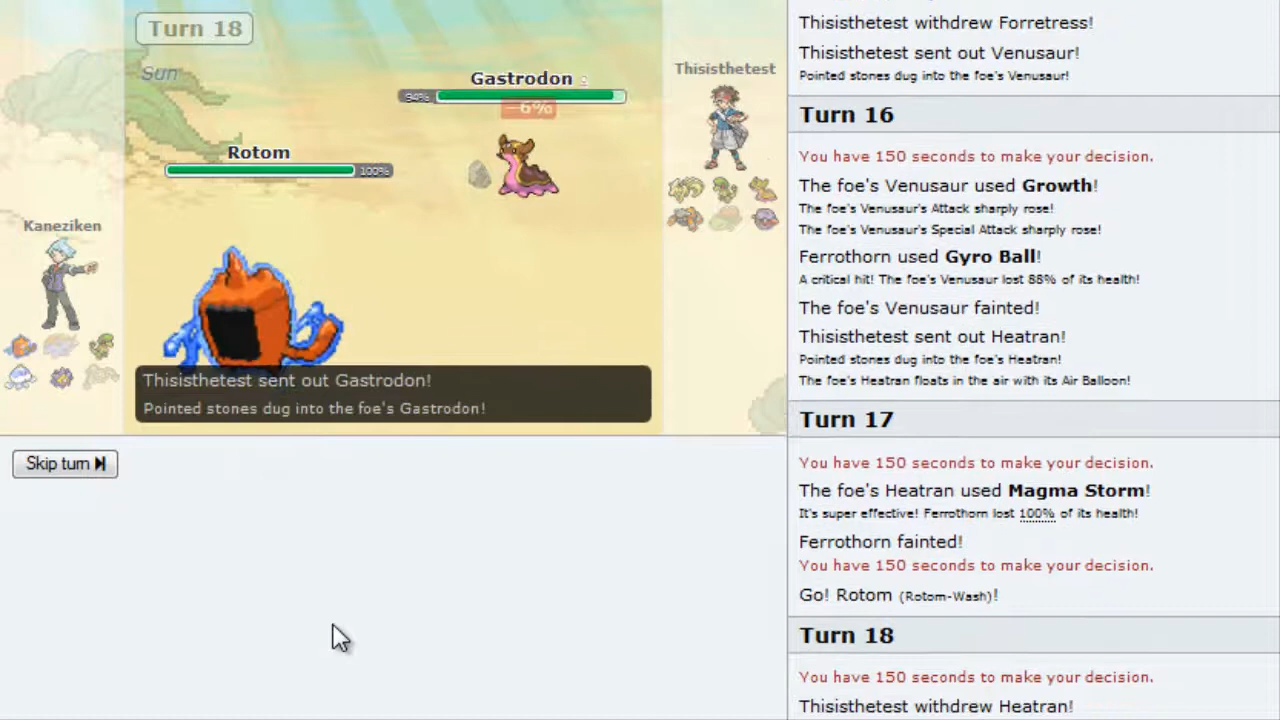 Turn 18
Sun
Gastrodon
94%
−6%
Rotom
100%
Kaneziken
Thisisthetest
Thisisthetest sent out Gastrodon!
Pointed stones dug into the foe's Gastrodon!
Skip turn
Thisisthetest withdrew Forretress!
Thisisthetest sent out Venusaur!
Pointed stones dug into the foe's Venusaur!
Turn 16
You have 150 seconds to make your decision.
The foe's Venusaur used Growth!
The foe's Venusaur's Attack sharply rose!
The foe's Venusaur's Special Attack sharply rose!
Ferrothorn used Gyro Ball!
A critical hit! The foe's Venusaur lost 88% of its health!
The foe's Venusaur fainted!
Thisisthetest sent out Heatran!
Pointed stones dug into the foe's Heatran!
The foe's Heatran floats in the air with its Air Balloon!
Turn 17
You have 150 seconds to make your decision.
The foe's Heatran used Magma Storm!
It's super effective! Ferrothorn lost 100% of its health!
Ferrothorn fainted!
You have 150 seconds to make your decision.
Go! Rotom (Rotom-Wash)!
Turn 18
You have 150 seconds to make your decision.
Thisisthetest withdrew Heatran!